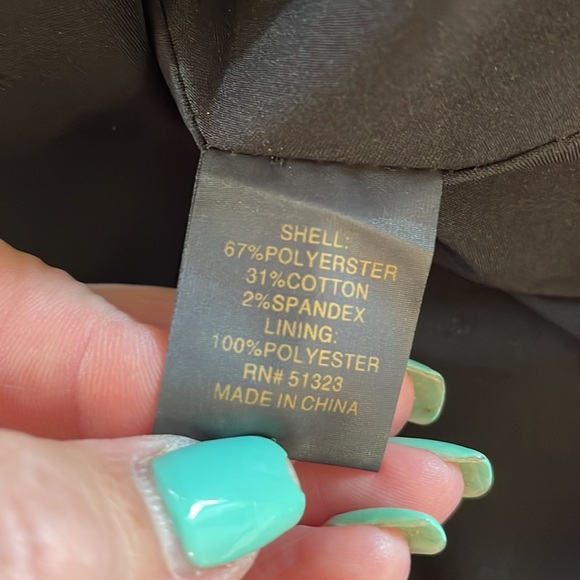 SHELL:
67%POLYERSTER
31%COTTON
2%SPANDEX
LINING:
100%POLYESTER
RN# 51323
MADE IN CHINA